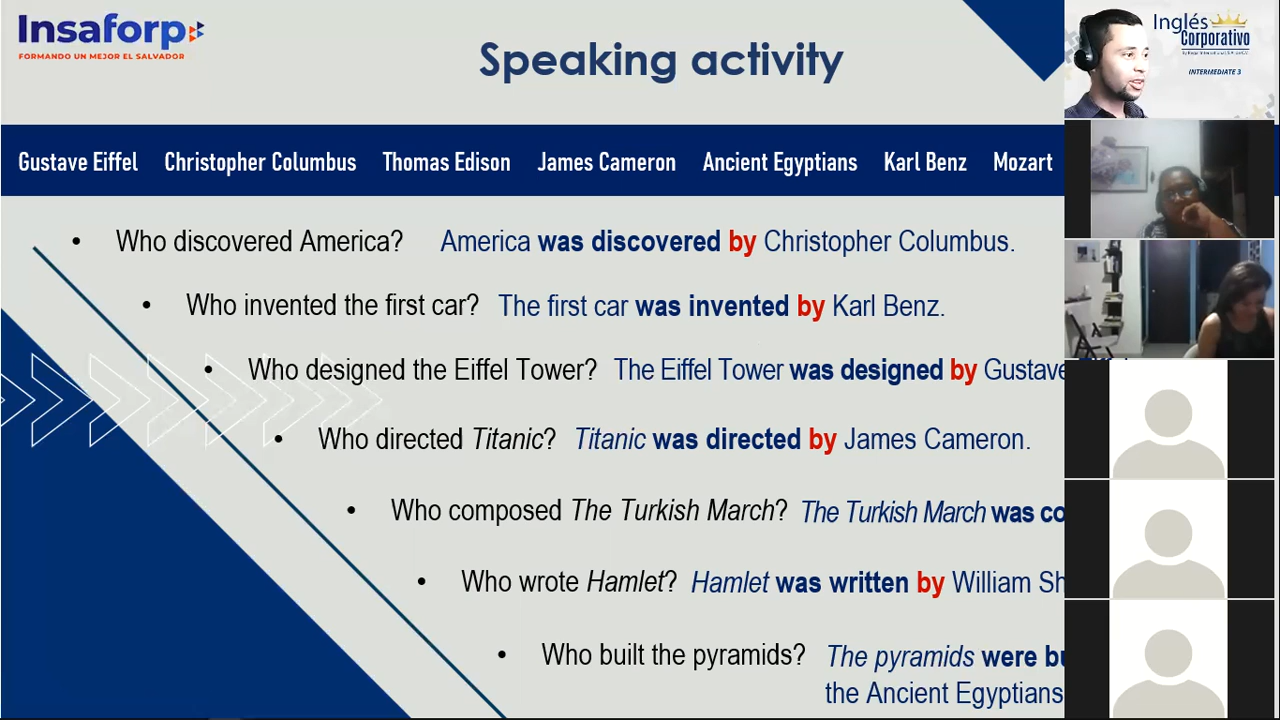 Insaforp
FORMANDO UN MEJOR EL SALVADOR
Speaking activity
Inglés
Corporativo
INTERMEDIATE 3
Gustave Eiffel Christopher Columbus Thomas Edison James Cameron Ancient Egyptians Karl Benz Mozart
• Who discovered America? America was discovered by Christopher Columbus.
• Who invented the first car? The first car was invented by Karl Benz.
• Who designed the Eiffel Tower? The Eiffel Tower was designed by Gustave
• Who directed Titanic? Titanic was directed by James Cameron.
• Who composed The Turkish March? The Turkish March was co
• Who wrote Hamlet? Hamlet was written by William Sh
• Who built the pyramids? The pyramids were bu
the Ancient Egyptians